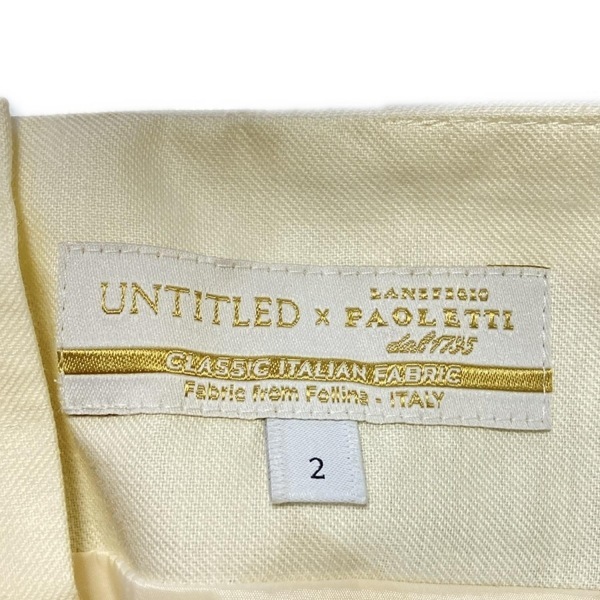 UNTITLED × LANIFICIO PAOLETTI
dal 1795
CLASSIC ITALIAN FABRIC
Fabric from Follina - ITALY
2